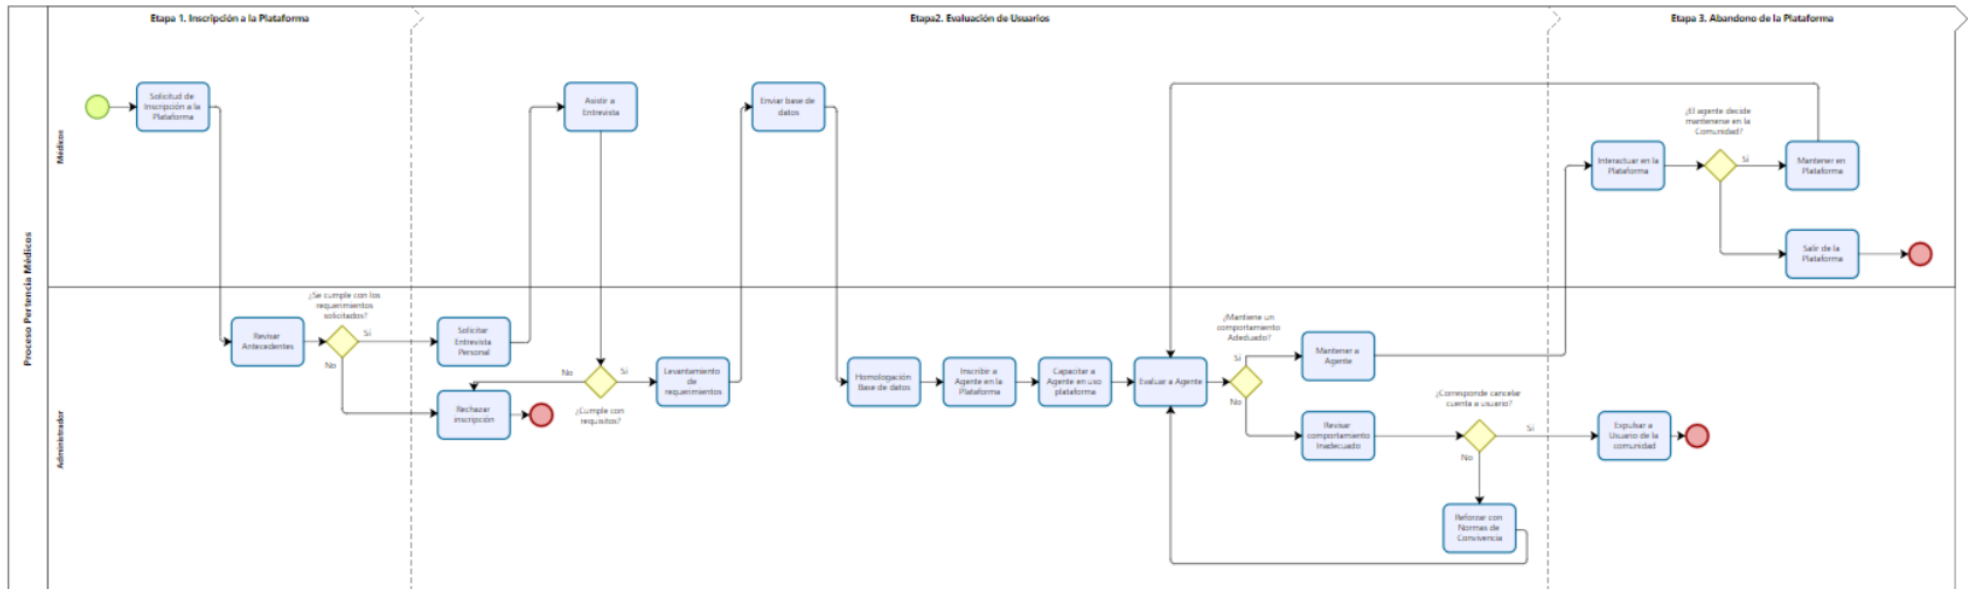 Etapa 1. Inscripción a la Plataforma
Etapa2. Evaluación de Usuarios
Etapa 3. Abandono de la Plataforma
Proceso Pertencia Médicos
Médicos
Solicitud de
Inscripción a la
Plataforma
Asistir a
Entrevista
Enviar base de
datos
Interactuar en la
Plataforma
¿El agente decide
mantenerse en la
Comunidad?
Sí
Mantener en
Plataforma
Salir de la
Plataforma
Administrador
Revisar
Antecedentes
¿Se cumple con los
requerimientos
solicitados?
Sí
No
Solicitar
Entrevista
Personal
Rechazar
inscripción
No
Sí
¿Cumple con
requisitos?
Levantamiento
de
requerimientos
Homologación
Base de datos
Inscribir a
Agente en la
Plataforma
Capacitar a
Agente en uso
plataforma
Evaluar a Agente
¿Mantiene un
comportamiento
Adeduado?
Sí
No
Mantener a
Agente
Revisar
comportamiento
Inadecuado
¿Corresponde cancelar
cuenta a usuario?
Sí
No
Reforzar con
Normas de
Convivencia
Expulsar a
Usuario de la
comunidad